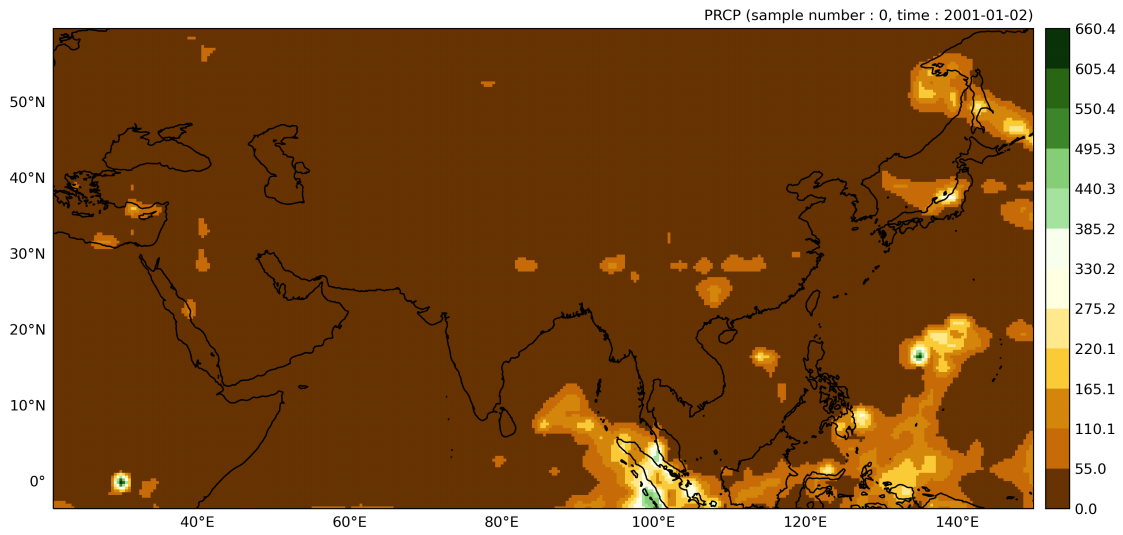 PRCP (sample number : 0, time : 2001-01-02)
660.4
605.4
550.4
495.3
440.3
385.2
330.2
275.2
220.1
165.1
110.1
55.0
0.0
50°N
40°N
30°N
20°N
10°N
0°
40°E 60°E 80°E 100°E 120°E 140°E